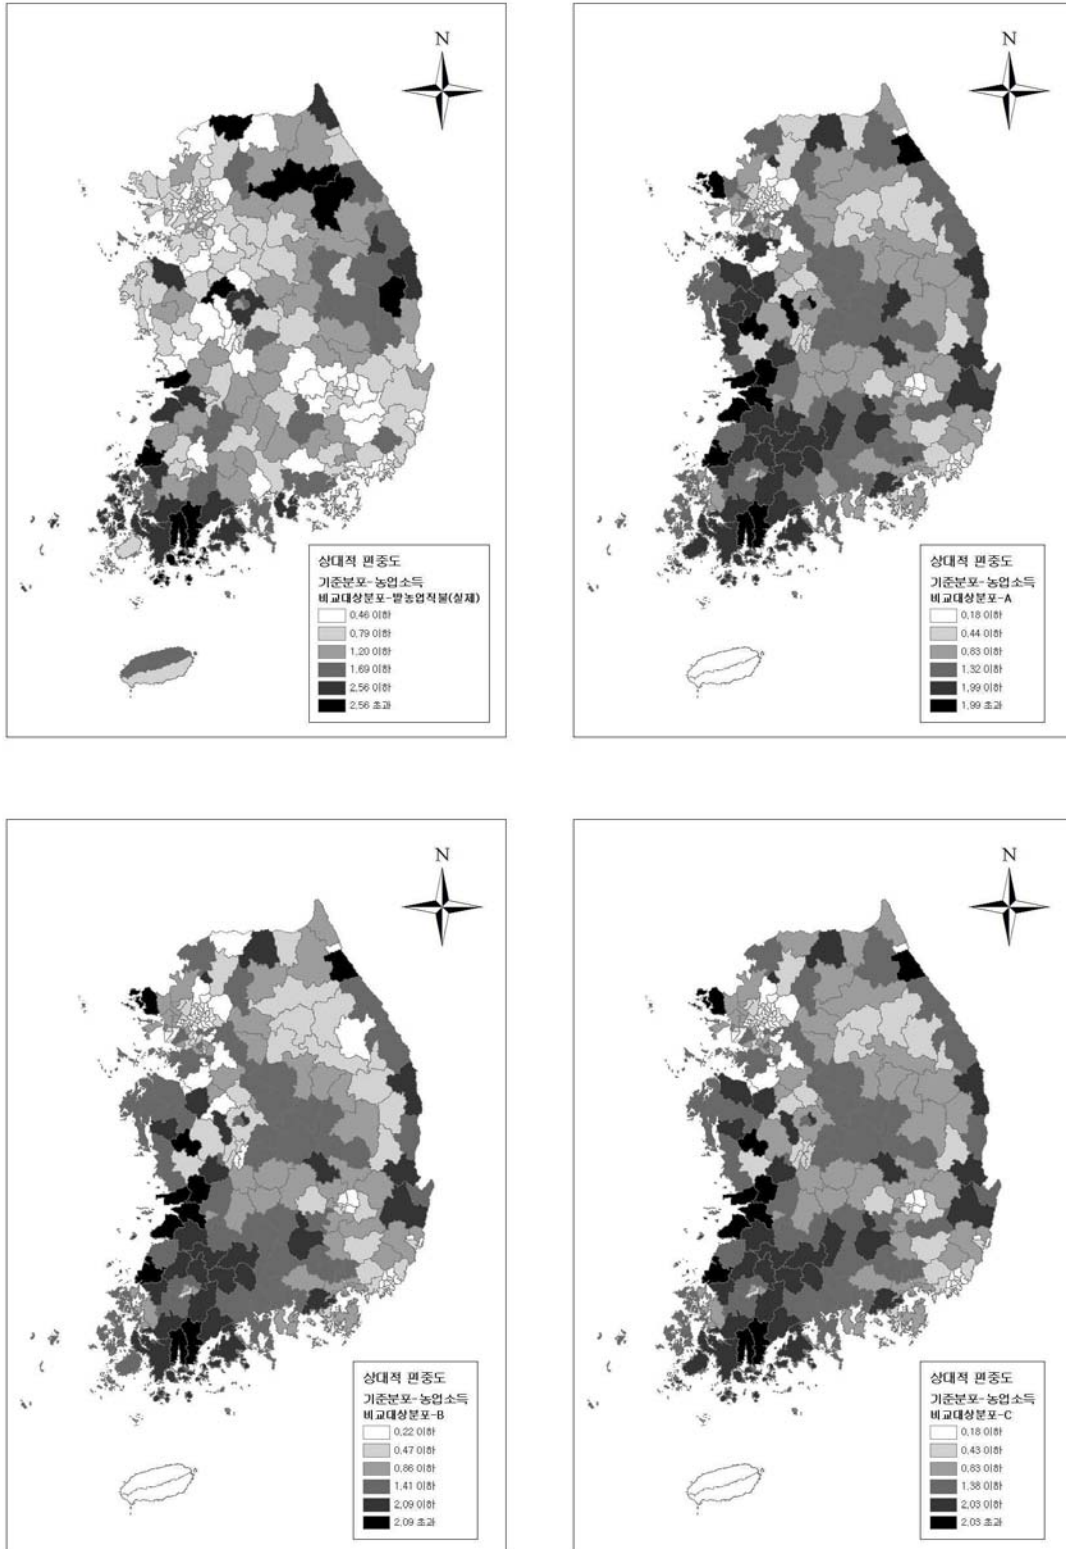 N
상대적 편중도
기준분포-농업소득
비교대상분포-밭농업직불(실제)
0,46 이하
0,79 이하
1,20 이하
1,69 이하
2,56 이하
2,56 초과
N
상대적 편중도
기준분포-농업소득
비교대상분포-A
0,18 이하
0,44 이하
0,83 이하
1,32 이하
1,99 이하
1,99 초과
N
상대적 편중도
기준분포-농업소득
비교대상분포-B
0,22 이하
0,47 이하
0,86 이하
1,41 이하
2,09 이하
2,09 초과
N
상대적 편중도
기준분포-농업소득
비교대상분포-C
0,18 이하
0,43 이하
0,83 이하
1,38 이하
2,03 이하
2,03 초과